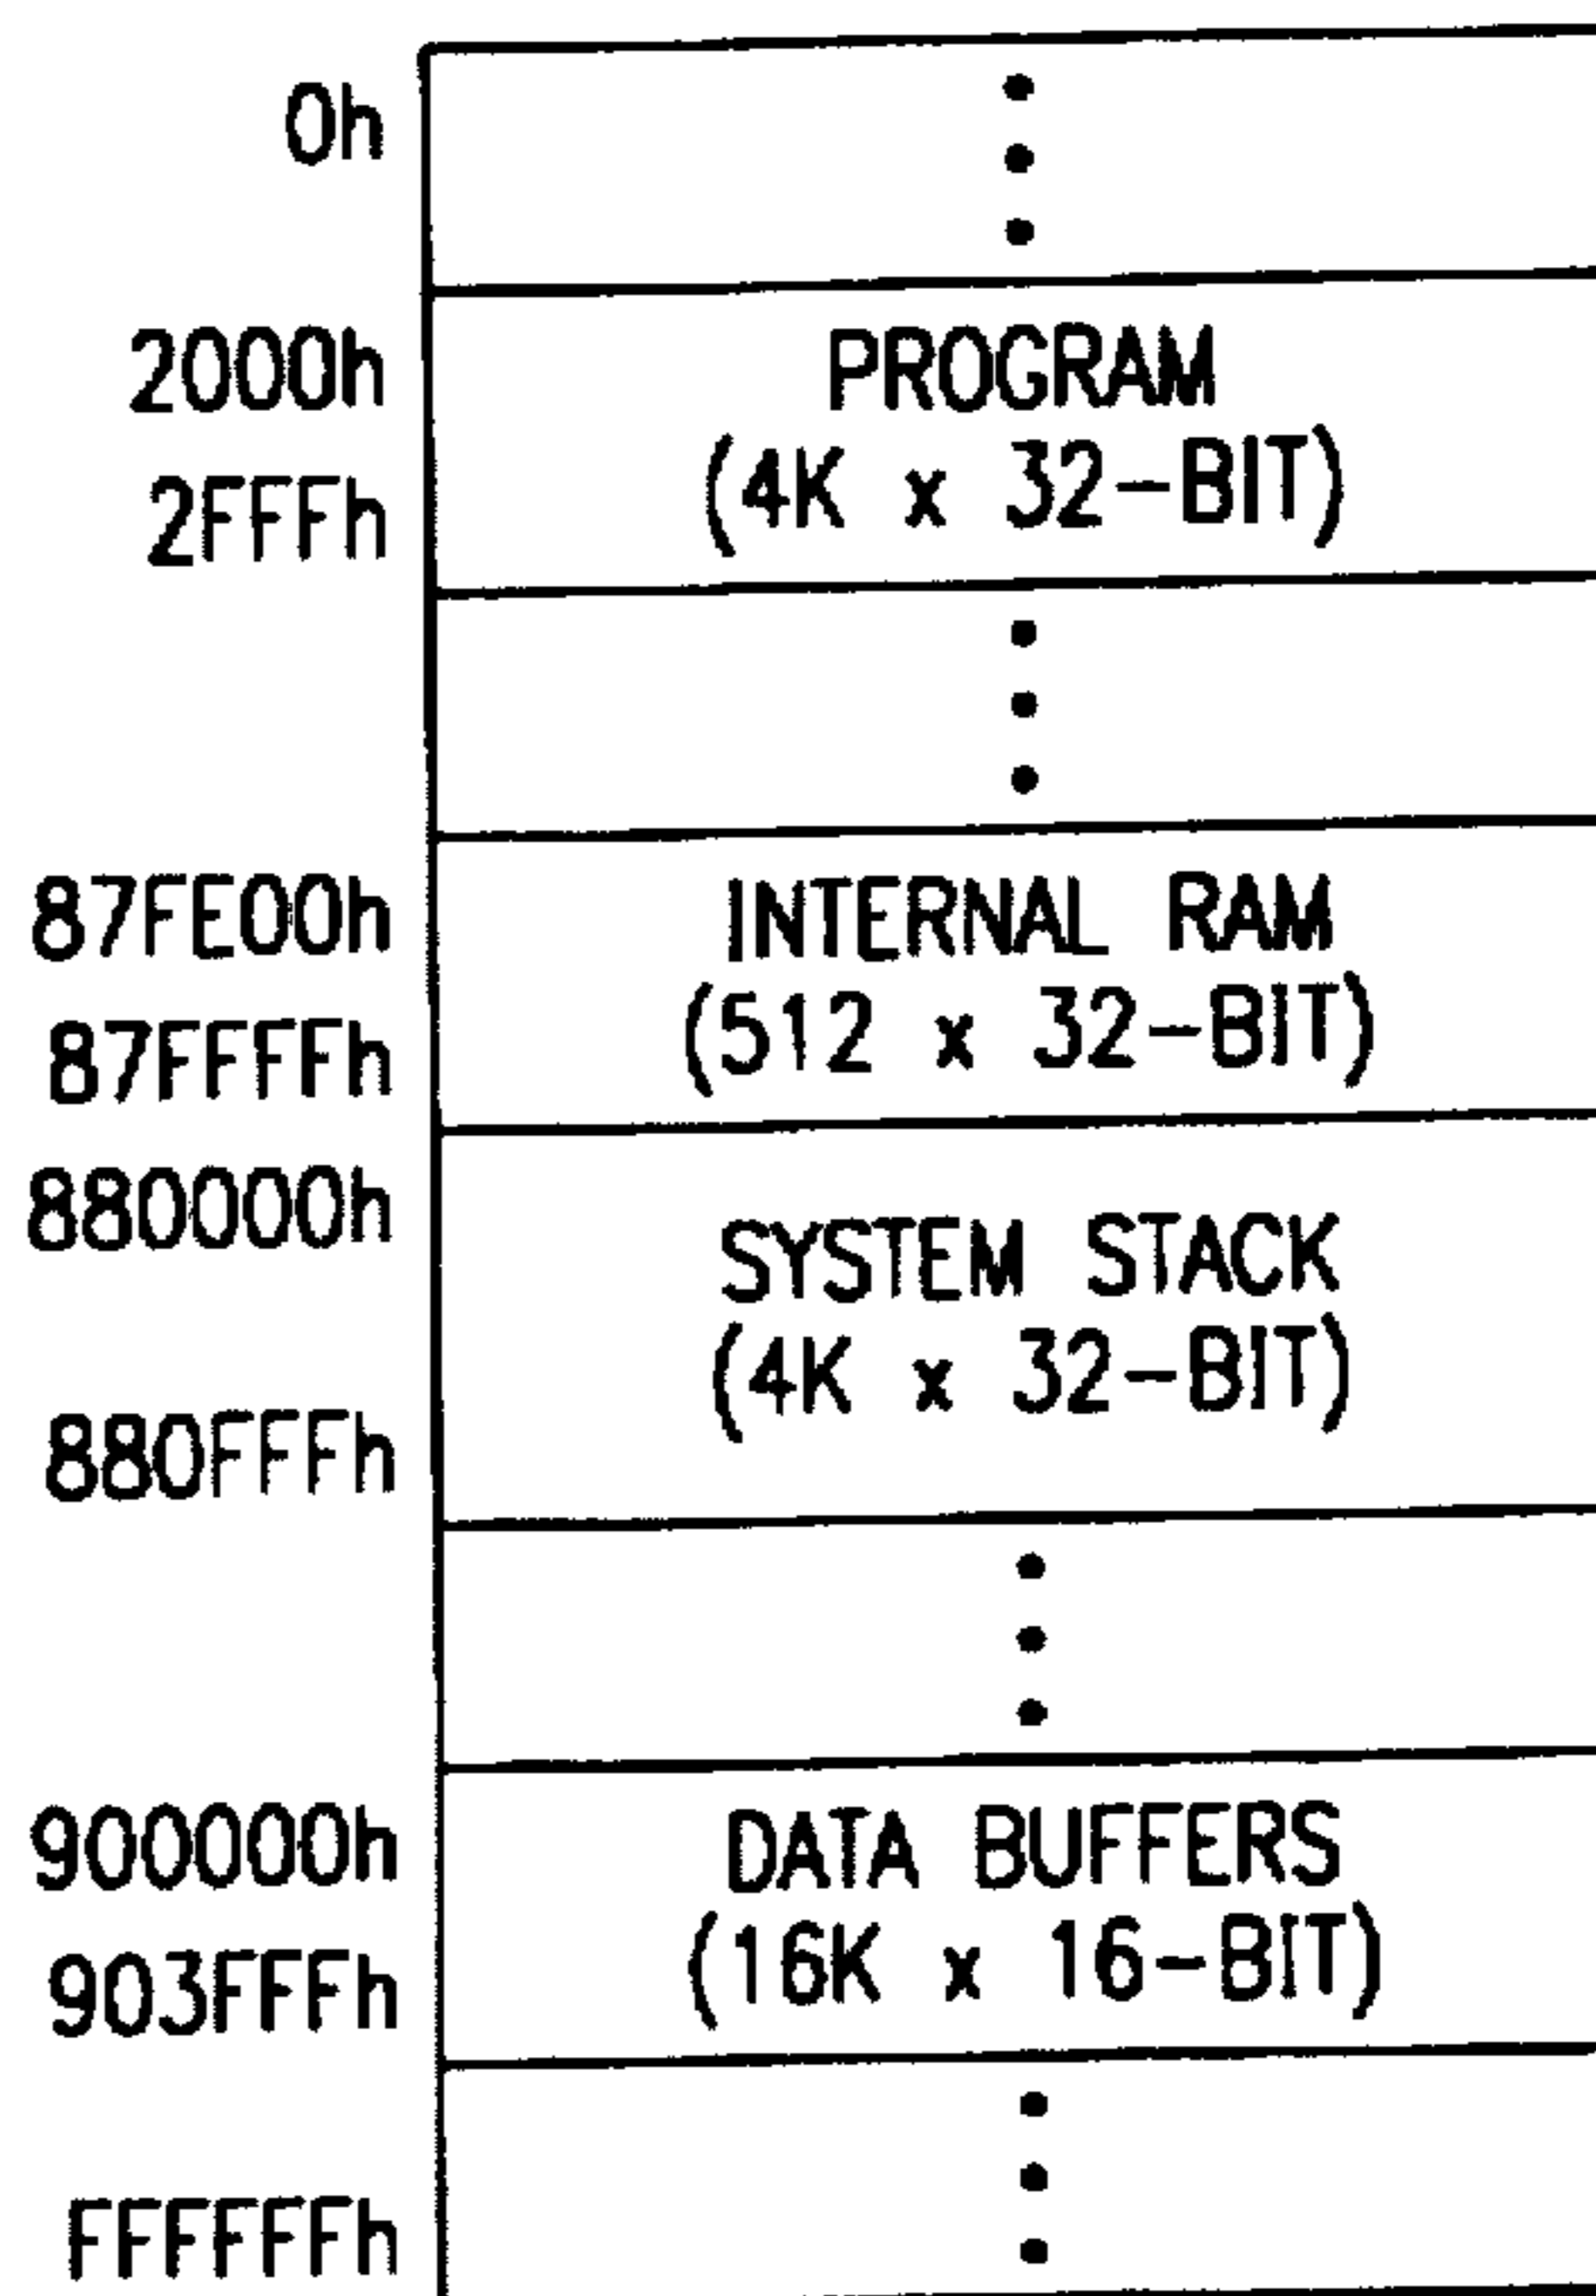 0h
2000h PROGRAM
2FFFh (4K x 32-BIT)
87FE00h INTERNAL RAM
87FFFFh (512 x 32-BIT)
880000h
SYSTEM STACK
(4K x 32-BIT)
880FFFh
900000h DATA BUFFERS
903FFFh (16K x 16-BIT)
FFFFFFh